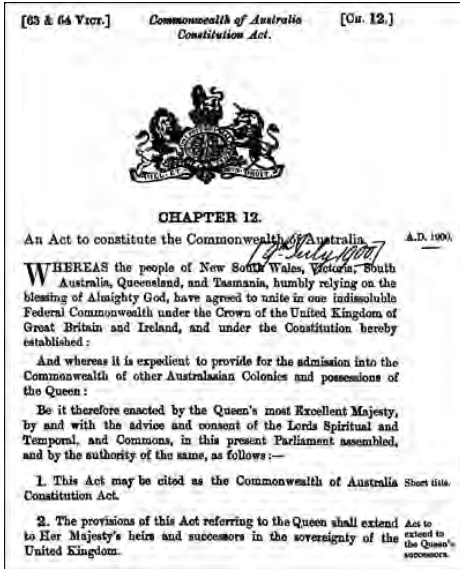 [63 & 64 VICT.] Commonwealth of Australia [CH. 12.]
Constitution Act.
CHAPTER 12.
An Act to constitute the Commonwealth of Australia. A.D. 1900.
[9th July 1900]
WHEREAS the people of New South Wales, Victoria, South
Australia, Queensland, and Tasmania, humbly relying on the
blessing of Almighty God, have agreed to unite in one indissoluble
Federal Commonwealth under the Crown of the United Kingdom of
Great Britain and Ireland, and under the Constitution hereby
established :
And whereas it is expedient to provide for the admission into the
Commonwealth of other Australasian Colonies and possessions of
the Queen :
Be it therefore enacted by the Queen's most Excellent Majesty,
by and with the advice and consent of the Lords Spiritual and
Temporal, and Commons, in this present Parliament assembled,
and by the authority of the same, as follows :—
1. This Act may be cited as the Commonwealth of Australia Short title.
Constitution Act.
2. The provisions of this Act referring to the Queen shall extend Act to
to Her Majesty's heirs and successors in the sovereignty of the extend to
United Kingdom. the Queen's
successors.